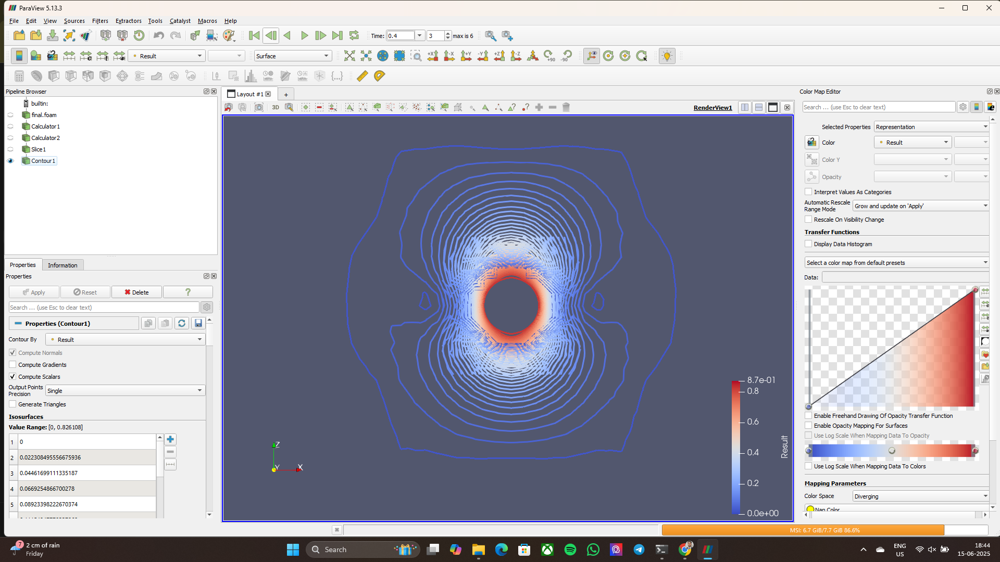 ParaView 5.13.3
File Edit View Sources Filters Extractors Tools Catalyst Macros Help
Time: 0.4 3 max is 6
Result Surface
+X -X +Y -Y +Z -Z +90 -90
Pipeline Browser
builtin:
final.foam
Calculator1
Calculator2
Slice1
Contour1
Properties Information
Properties
Apply Reset Delete ?
Search ... (use Esc to clear text)
Properties (Contour1)
Contour By Result
Compute Normals
Compute Gradients
Compute Scalars
Output Points Precision Single
Generate Triangles
Isosurfaces
Value Range: [0, 0.826108]
1 0
2 0.022308495556675936
3 0.04461699111335187
4 0.0669254866700278
5 0.08923398222670374
Layout #1 +
3D
RenderView1
Z
Y X
8.7e-01
0.8
0.6
0.4
0.2
0.0e+00
Result
Color Map Editor
Search ... (use Esc to clear text)
Selected Properties Representation
Color Result
Color Y
Opacity
Interpret Values As Categories
Automatic Rescale Range Mode Grow and update on 'Apply'
Rescale On Visibility Change
Transfer Functions
Display Data Histogram
Select a color map from default presets
Data:
Enable Freehand Drawing Of Opacity Transfer Function
Enable Opacity Mapping For Surfaces
Use Log Scale When Mapping Data To Opacity
Use Log Scale When Mapping Data To Colors
Mapping Parameters
Color Space Diverging
Nan Color
MSI: 6.7 GiB/7.7 GiB 86.6%
7
2 cm of rain
Friday
Search
ENG
US
18:44
15-06-2025